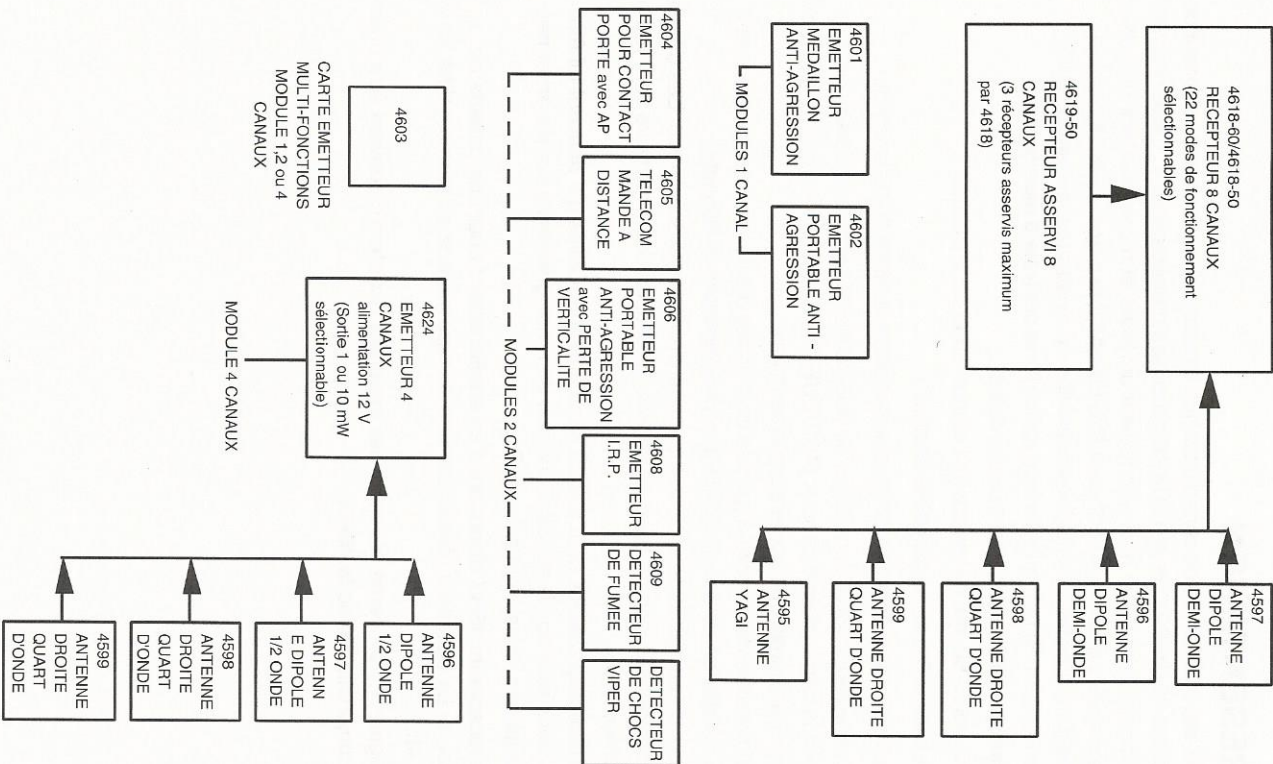 4618-60/4618-50
RECEPTEUR 8 CANAUX
(22 modes de fonctionnement
sélectionnables)
4619-50
RECEPTEUR ASSERVI 8
CANAUX
(3 récepteurs asservis maximum
par 4618)
4597
ANTENNE
DIPOLE
DEMI-ONDE
4596
ANTENNE
DIPOLE
DEMI-ONDE
4598
ANTENNE DROITE
QUART D'ONDE
4599
ANTENNE DROITE
QUART D'ONDE
4595
ANTENNE
YAGI
4601
EMETTEUR
MEDAILLON
ANTI-AGRESSION
4602
EMETTEUR
PORTABLE ANTI -
AGRESSION
MODULES 1 CANAL
4604
EMETTEUR
POUR CONTACT
PORTE avec AP
4605
TELECOM
MANDE A
DISTANCE
4606
EMETTEUR
PORTABLE
ANTI-AGRESSION
avec PERTE DE
VERTICALITE
4608
EMETTEUR
I.R.P.
4609
DETECTEUR
DE FUMEE
DETECTEUR
DE CHOCS
VIPER
MODULES 2 CANAUX
4603
CARTE EMETTEUR
MULTI-FONCTIONS
MODULE 1,2 ou 4
CANAUX
4624
EMETTEUR 4
CANAUX
alimentation 12 V
(Sortie 1 ou 10 mW
sélectionnable)
MODULE 4 CANAUX
4596
ANTENNE
DIPOLE
1/2 ONDE
4597
ANTENN
E DIPOLE
1/2 ONDE
4598
ANTENNE
DROITE
QUART
D'ONDE
4599
ANTENNE
DROITE
QUART
D'ONDE